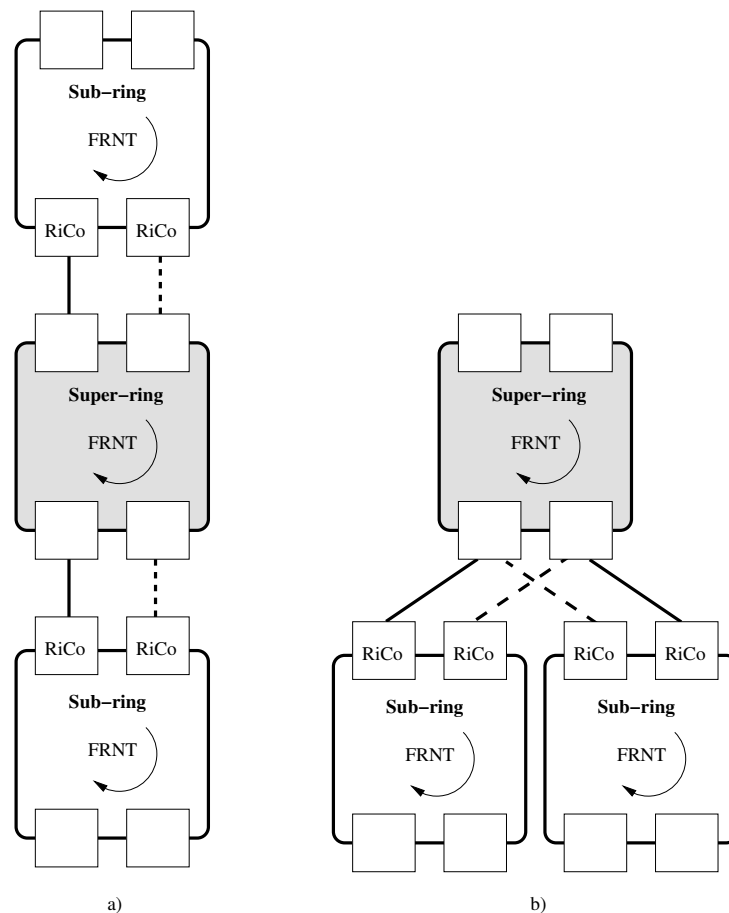 Sub−ring
FRNT
RiCo RiCo
Super−ring
FRNT
RiCo RiCo
Sub−ring
FRNT
a)
Super−ring
FRNT
RiCo RiCo RiCo RiCo
Sub−ring Sub−ring
FRNT FRNT
b)